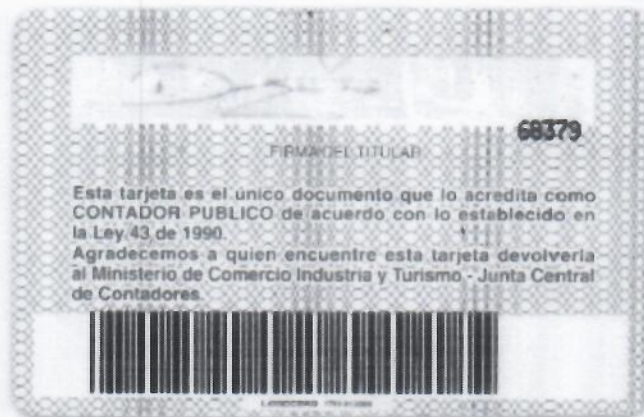 68379
FIRMA DEL TITULAR
Esta tarjeta es el único documento que lo acredita como
CONTADOR PUBLICO de acuerdo con lo establecido en
la Ley 43 de 1990.
Agradecemos a quien encuentre esta tarjeta devolverla
al Ministerio de Comercio Industria y Turismo - Junta Central
de Contadores.